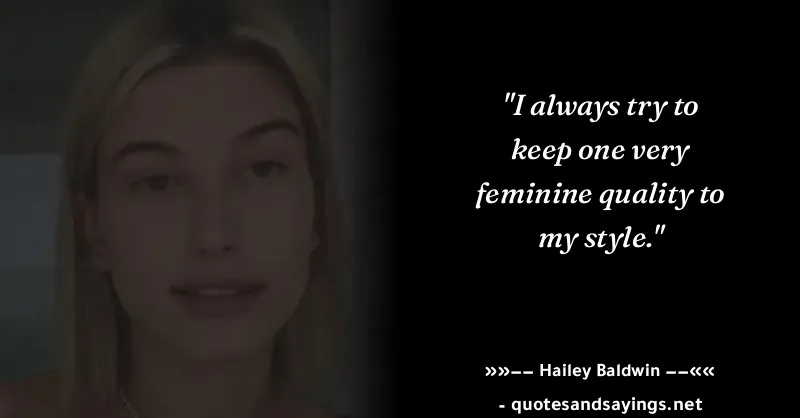 "I always try to
keep one very
feminine quality to
my style."
»»–– Hailey Baldwin ––««
- quotesandsayings.net